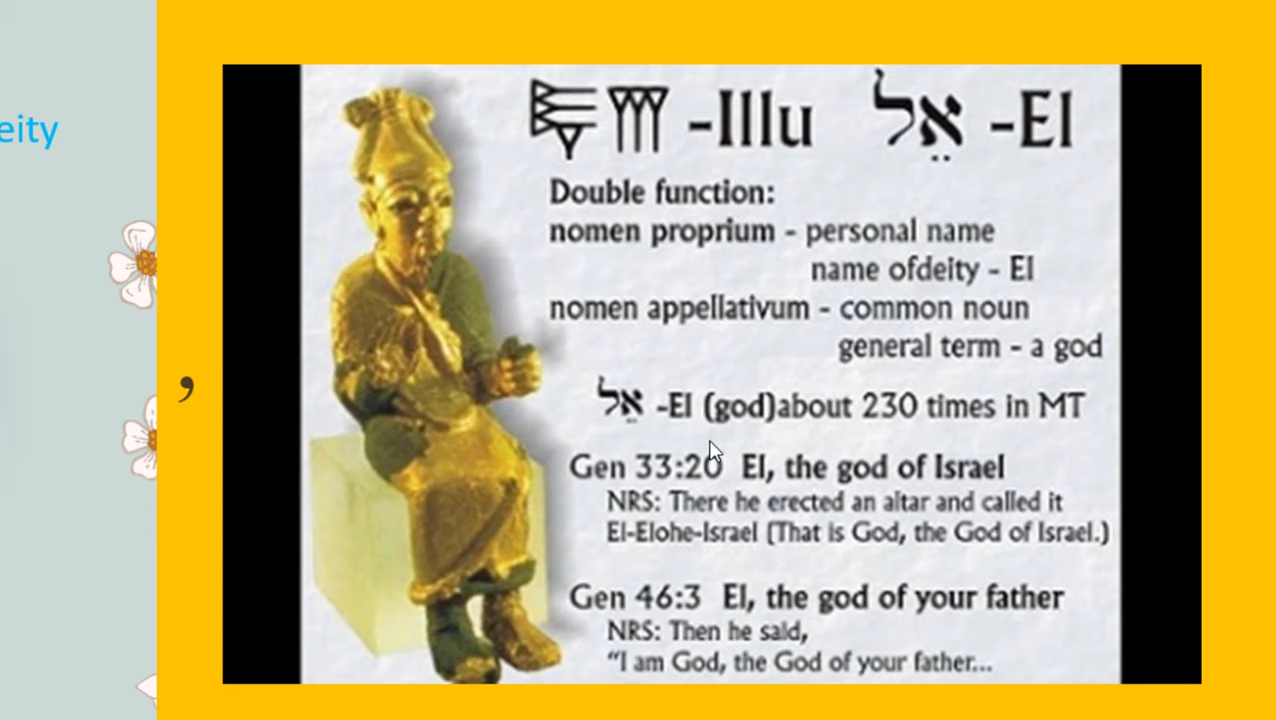 eity
-Illu אֵל -El
Double function:
nomen proprium - personal name
name ofdeity - El
nomen appellativum - common noun
general term - a god
,
אֵל -El (god)about 230 times in MT
Gen 33:20 El, the god of Israel
NRS: There he erected an altar and called it
El-Elohe-Israel (That is God, the God of Israel.)
Gen 46:3 El, the god of your father
NRS: Then he said,
“I am God, the God of your father...